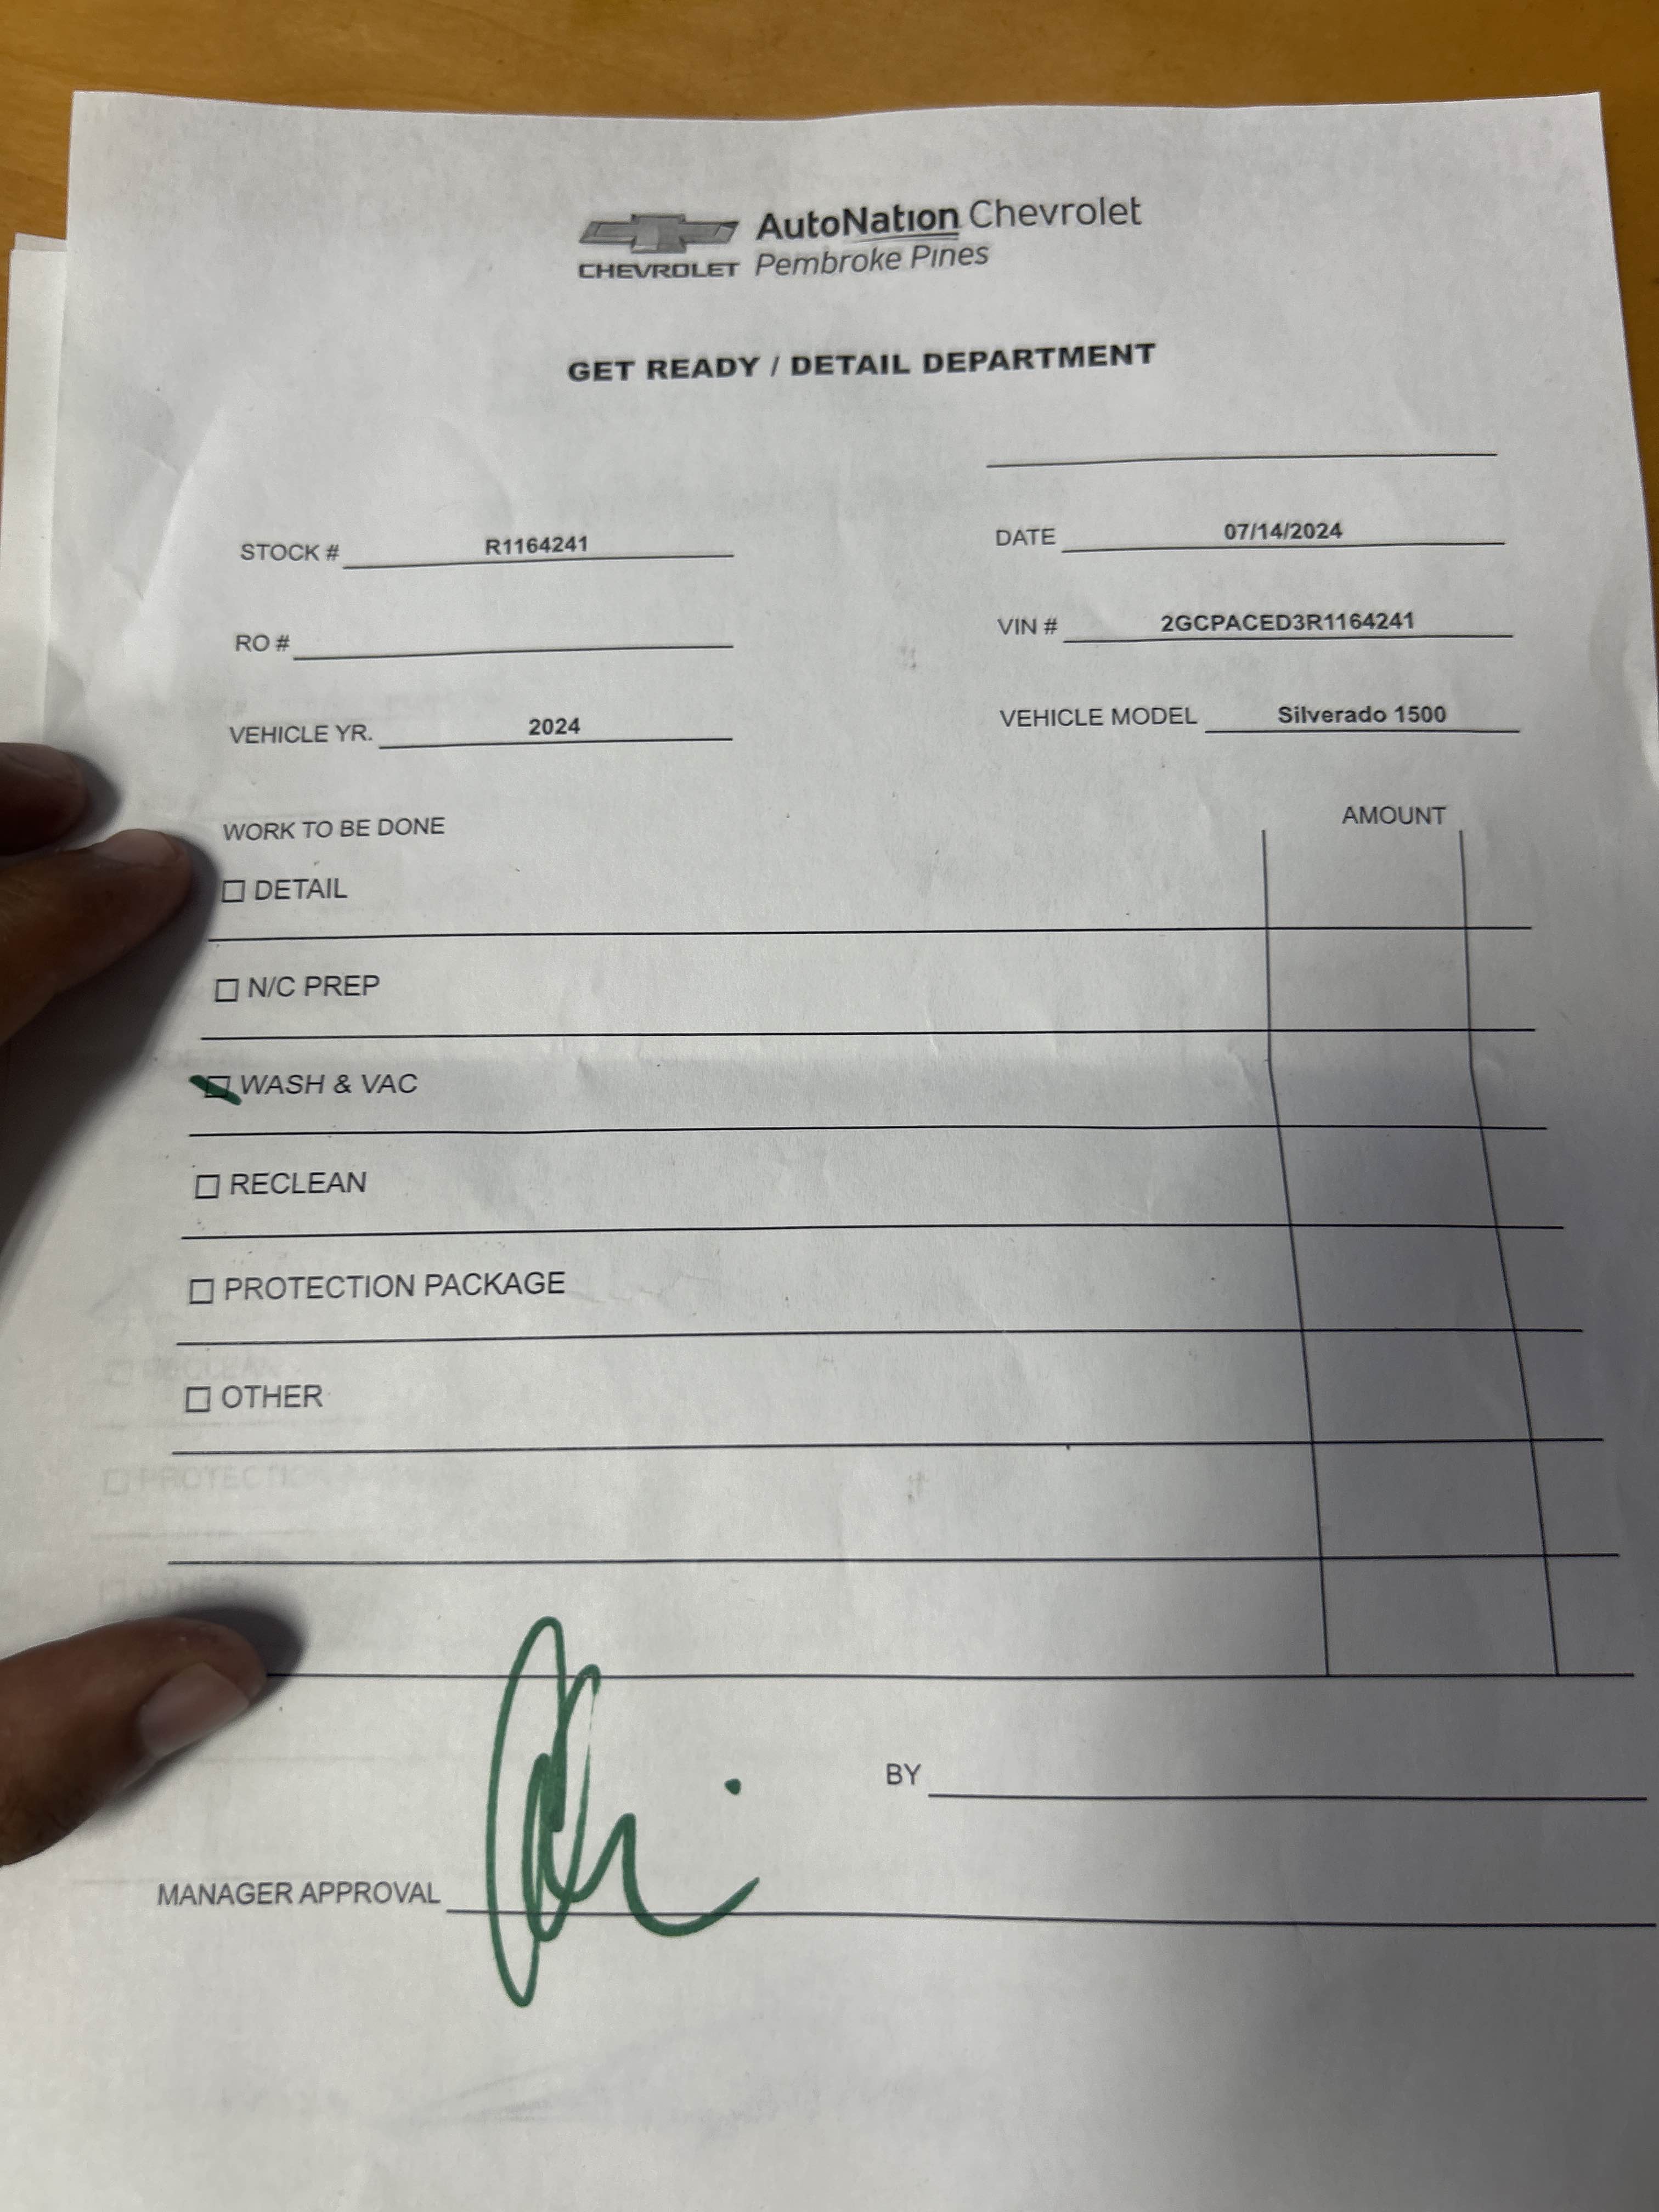 AutoNation Chevrolet
CHEVROLET Pembroke Pines
GET READY / DETAIL DEPARTMENT
STOCK # R1164241 DATE 07/14/2024
RO # VIN # 2GCPACED3R1164241
VEHICLE YR. 2024 VEHICLE MODEL Silverado 1500
WORK TO BE DONE AMOUNT
DETAIL
N/C PREP
WASH & VAC
RECLEAN
PROTECTION PACKAGE
OTHER
BY
MANAGER APPROVAL